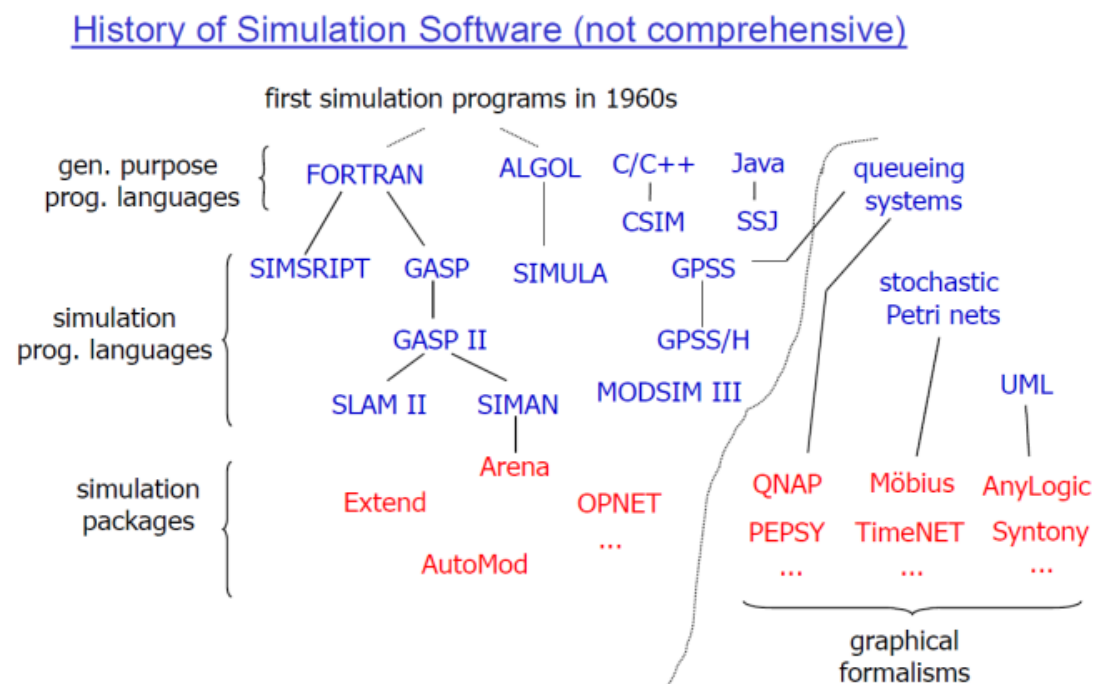 History of Simulation Software (not comprehensive)
first simulation programs in 1960s
gen. purpose
prog. languages
FORTRAN
ALGOL
C/C++
Java
CSIM
SSJ
queueing
systems
simulation
prog. languages
SIMSRIPT
GASP
SIMULA
GPSS
stochastic
Petri nets
GASP II
GPSS/H
SLAM II
SIMAN
MODSIM III
UML
simulation
packages
Arena
Extend
OPNET
...
AutoMod
QNAP
Möbius
AnyLogic
PEPSY
TimeNET
Syntony
...
...
...
graphical
formalisms